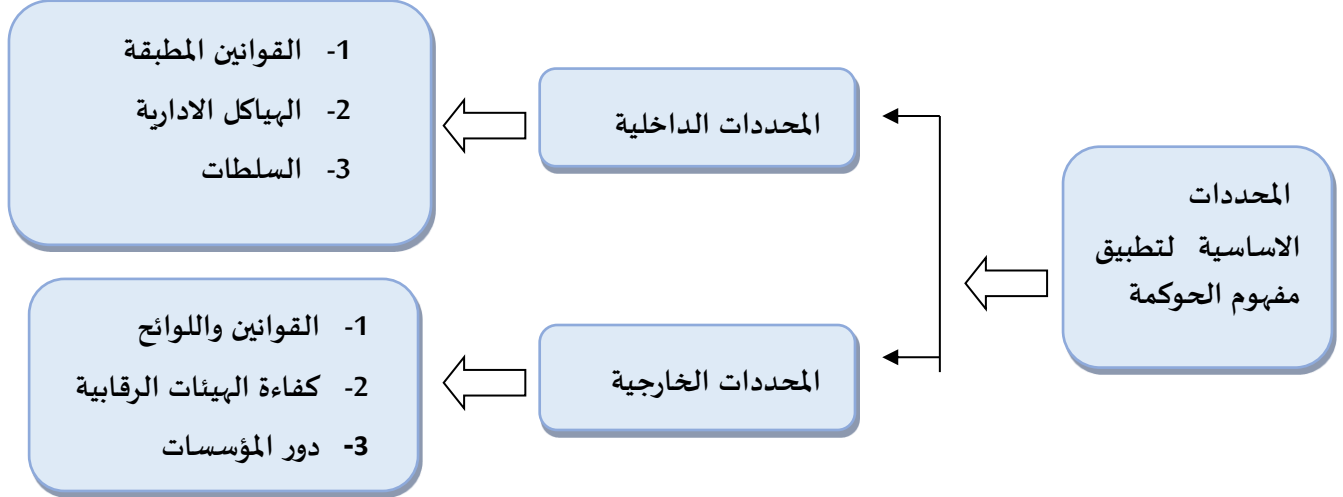 المحددات
الاساسية لتطبيق
مفهوم الحوكمة
المحددات الداخلية
1- القوانين المطبقة
2- الهياكل الادارية
3- السلطات
المحددات الخارجية
1- القوانين واللوائح
2- كفاءة الهيئات الرقابية
3- دور المؤسسات